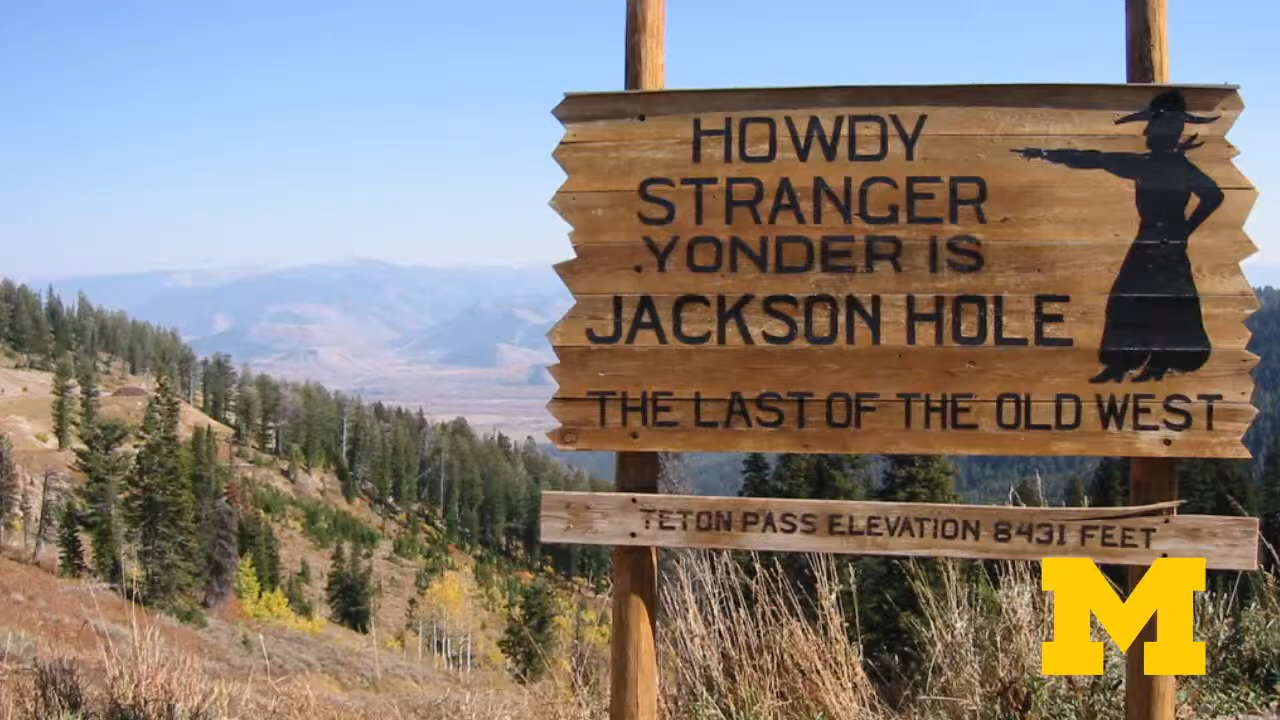 HOWDY
STRANGER
YONDER IS
JACKSON HOLE
THE LAST OF THE OLD WEST
TETON PASS ELEVATION 8431 FEET
M